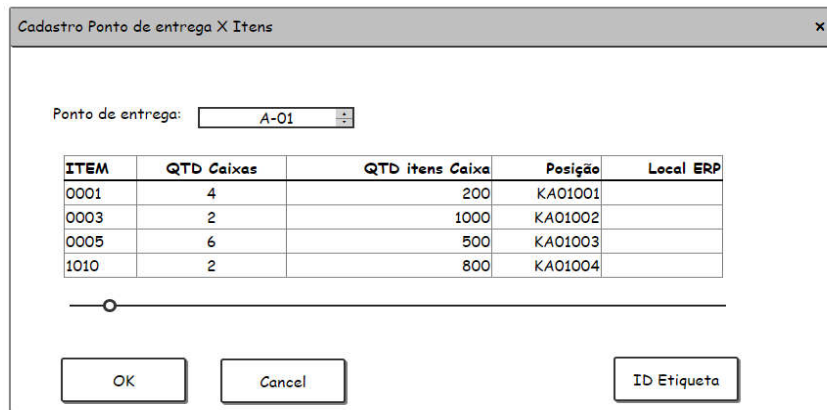 Cadastro Ponto de entrega X Itens x
Ponto de entrega: A-01
ITEM QTD Caixas QTD itens Caixa Posição Local ERP
0001 4 200 KA01001
0003 2 1000 KA01002
0005 6 500 KA01003
1010 2 800 KA01004
OK Cancel ID Etiqueta